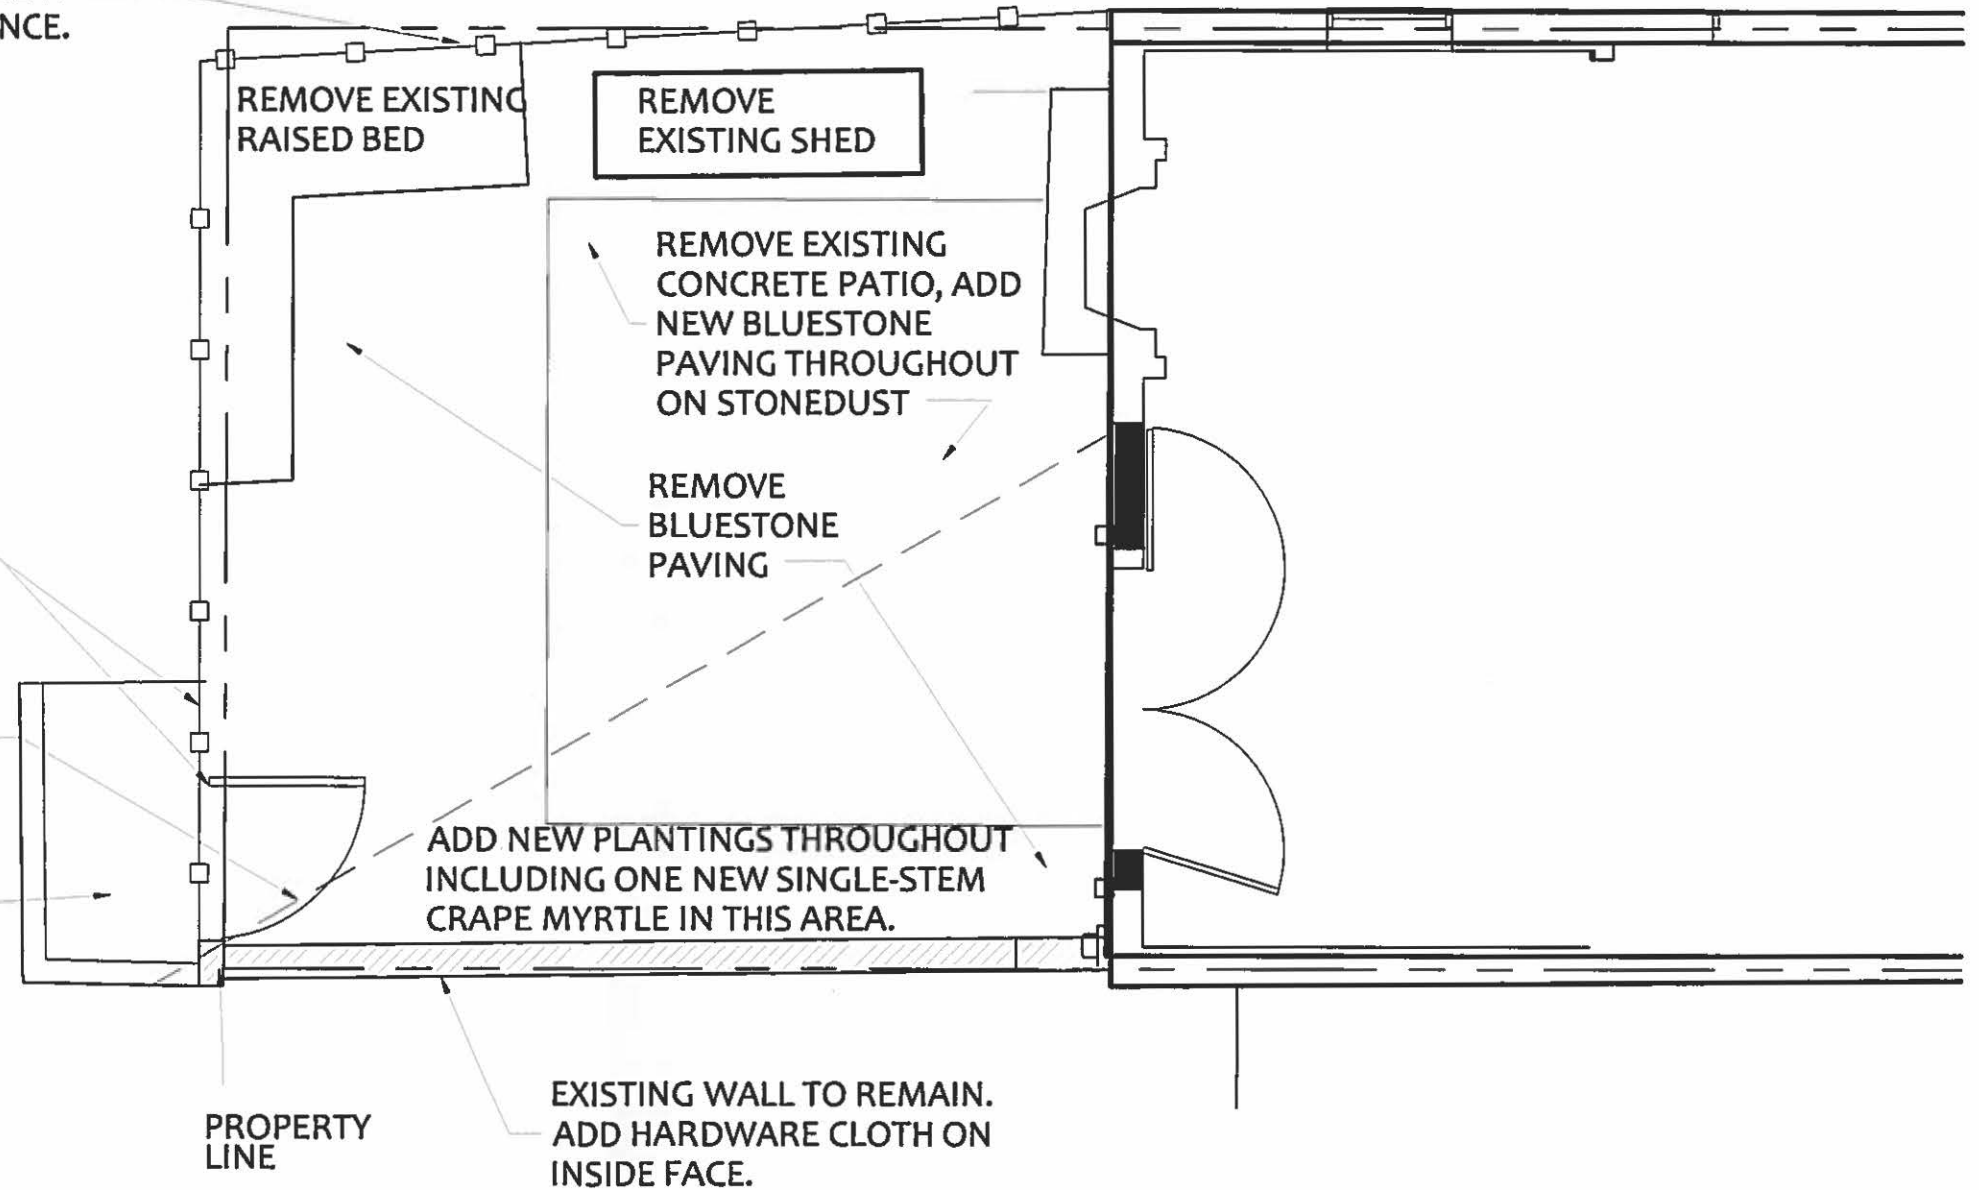 NCE.
REMOVE EXISTING
RAISED BED
REMOVE
EXISTING SHED
REMOVE EXISTING
CONCRETE PATIO, ADD
NEW BLUESTONE
PAVING THROUGHOUT
ON STONEDUST
REMOVE
BLUESTONE
PAVING
ADD NEW PLANTINGS THROUGHOUT
INCLUDING ONE NEW SINGLE-STEM
CRAPE MYRTLE IN THIS AREA.
PROPERTY
LINE
EXISTING WALL TO REMAIN.
ADD HARDWARE CLOTH ON
INSIDE FACE.